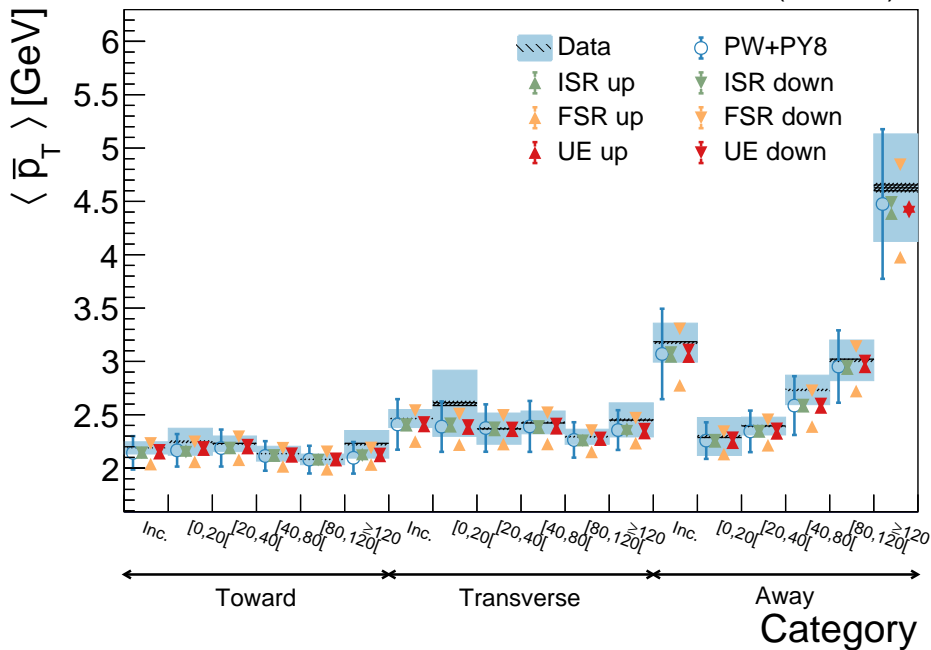 ⟨ p̅_T ⟩ [GeV]
6
5.5
5
4.5
4
3.5
3
2.5
2
Data
PW+PY8
ISR up
ISR down
FSR up
FSR down
UE up
UE down
Inc. [0,20[ [20,40[ [40,80[ [80,120[ ≥120 Inc. [0,20[ [20,40[ [40,80[ [80,120[ ≥120 Inc. [0,20[ [20,40[ [40,80[ [80,120[ ≥120
Toward Transverse Away
Category